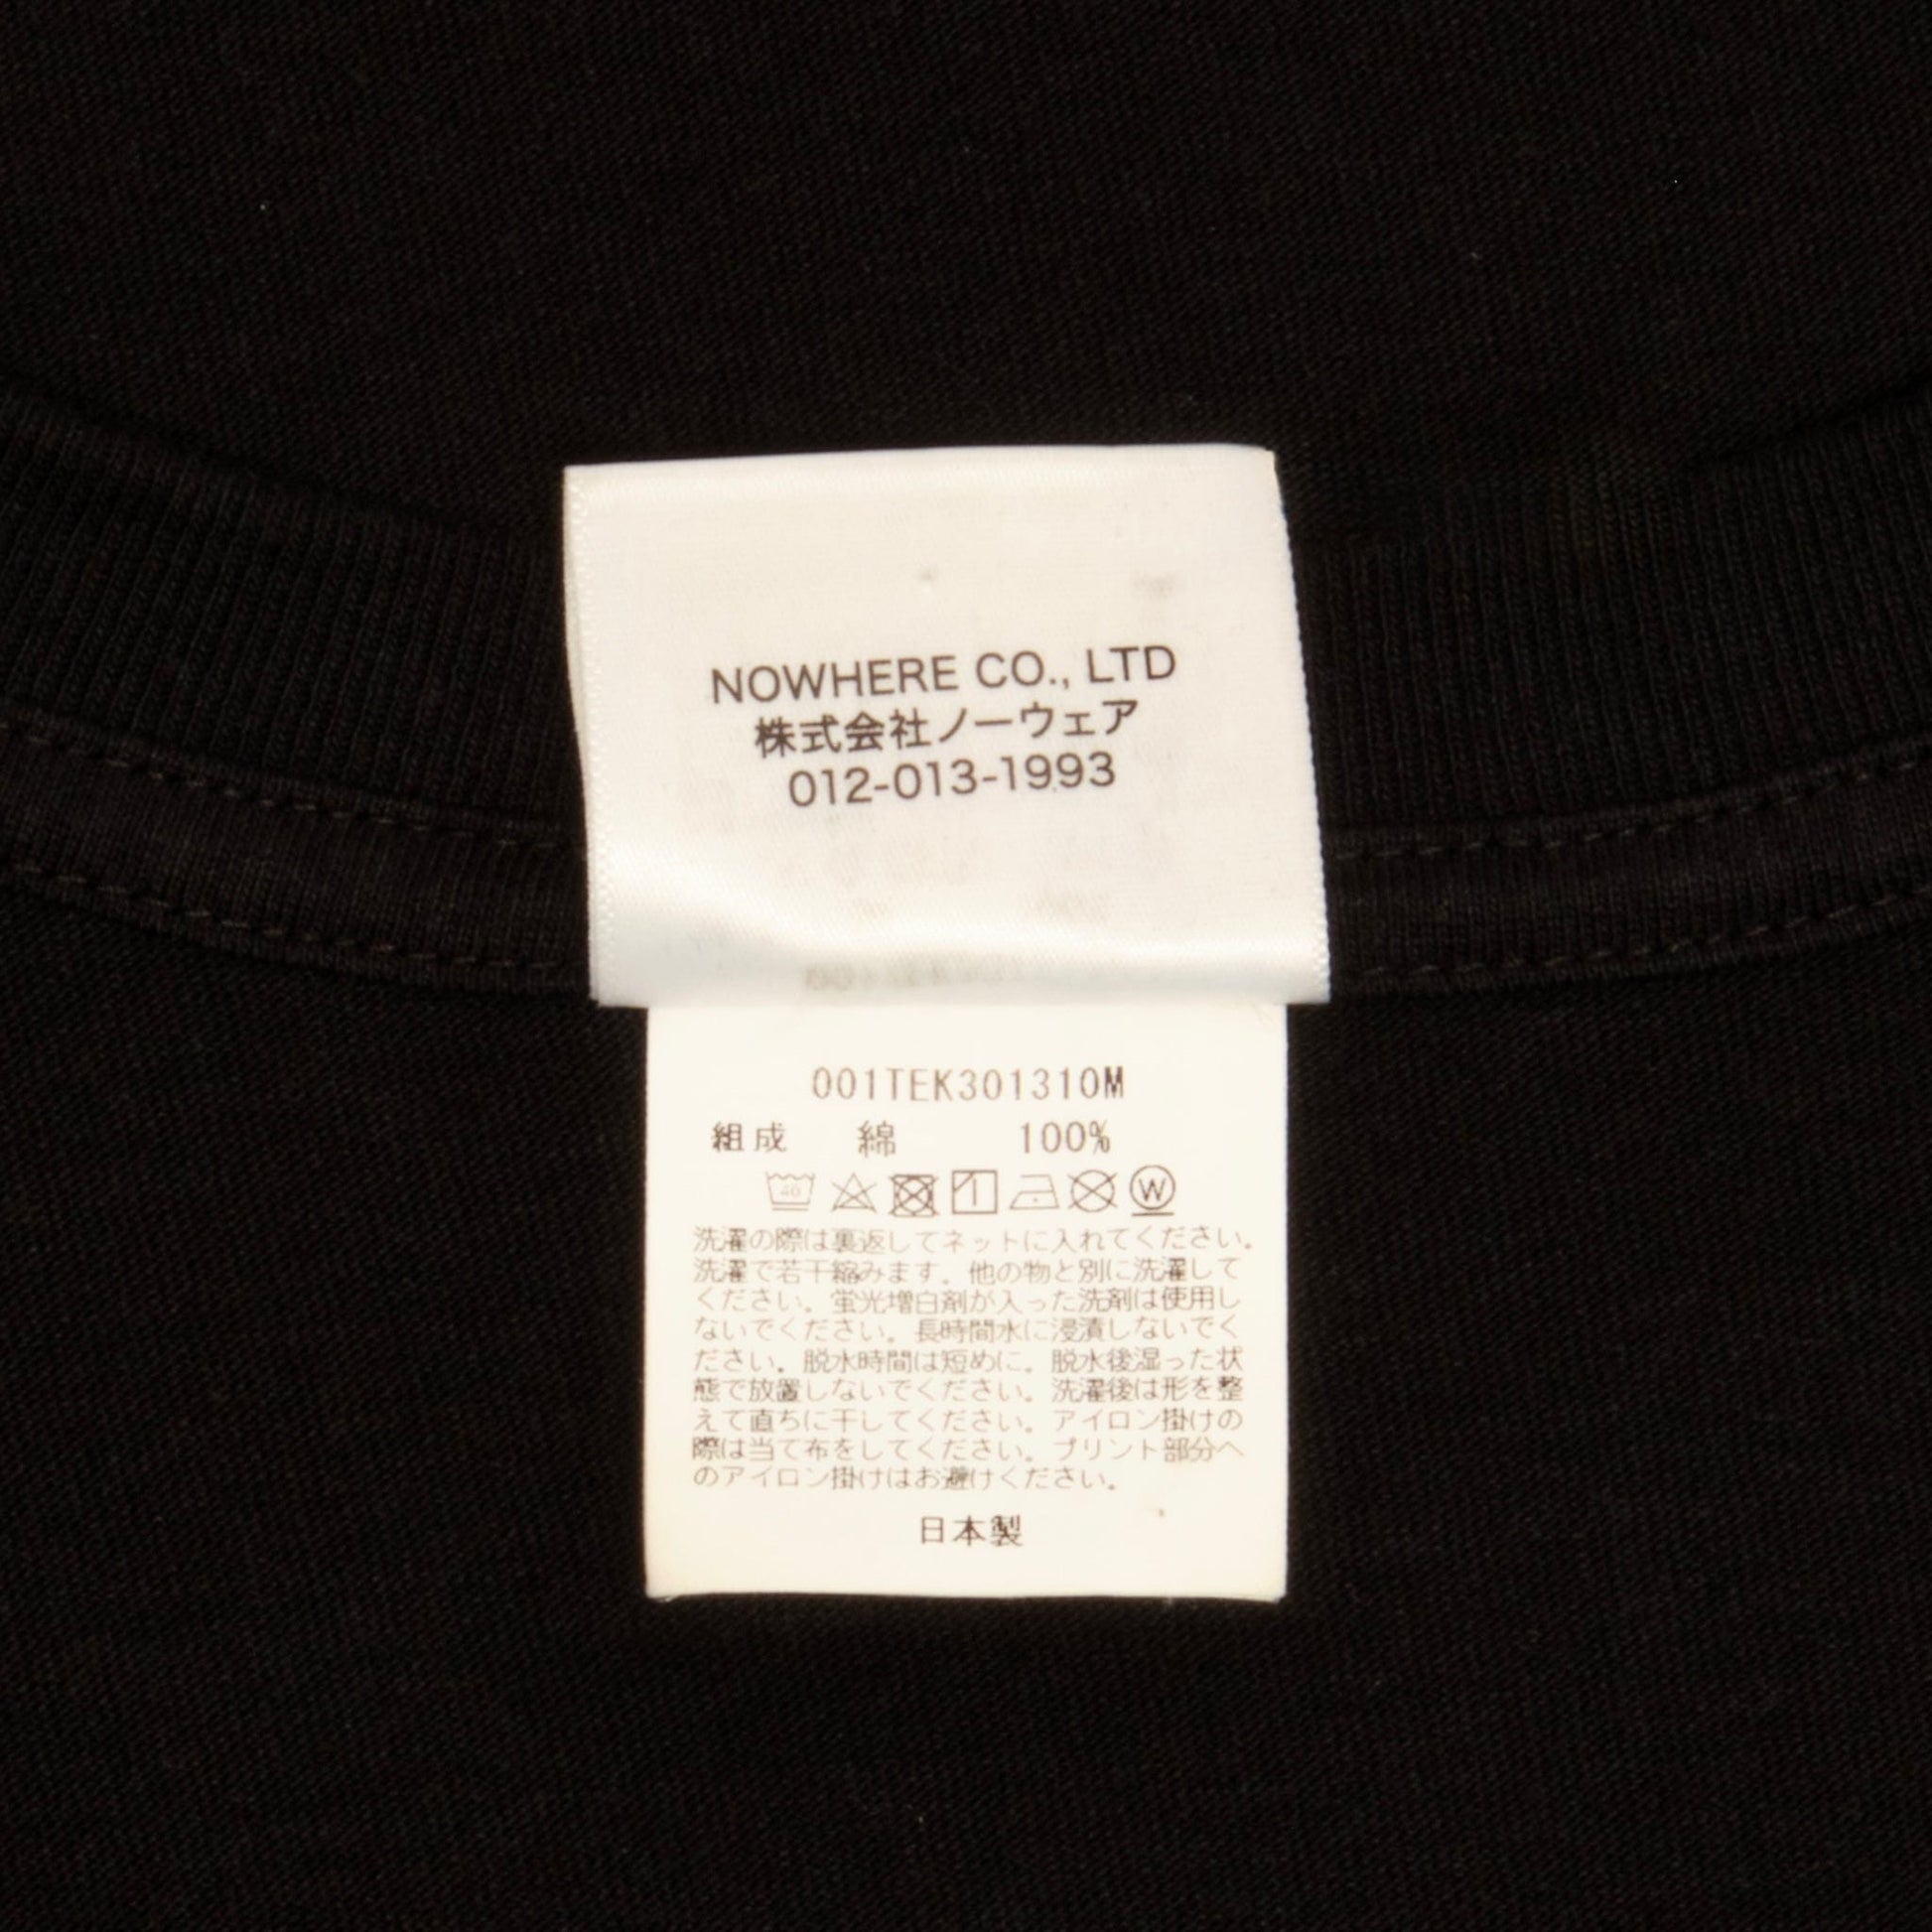 NOWHERE CO., LTD
株式会社ノーウェア
012-013-1993
001TEK301310M
組成 綿 100%
40 W
洗濯の際は裏返してネットに入れてください。
洗濯で若干縮みます。他の物と別に洗濯して
ください。蛍光増白剤が入った洗剤は使用し
ないでください。長時間水に浸漬しないでく
ださい。脱水時間は短めに。脱水後湿った状
態で放置しないでください。洗濯後は形を整
えて直ちに干してください。アイロン掛けの
際は当て布をしてください。プリント部分へ
のアイロン掛けはお避けください。
日本製